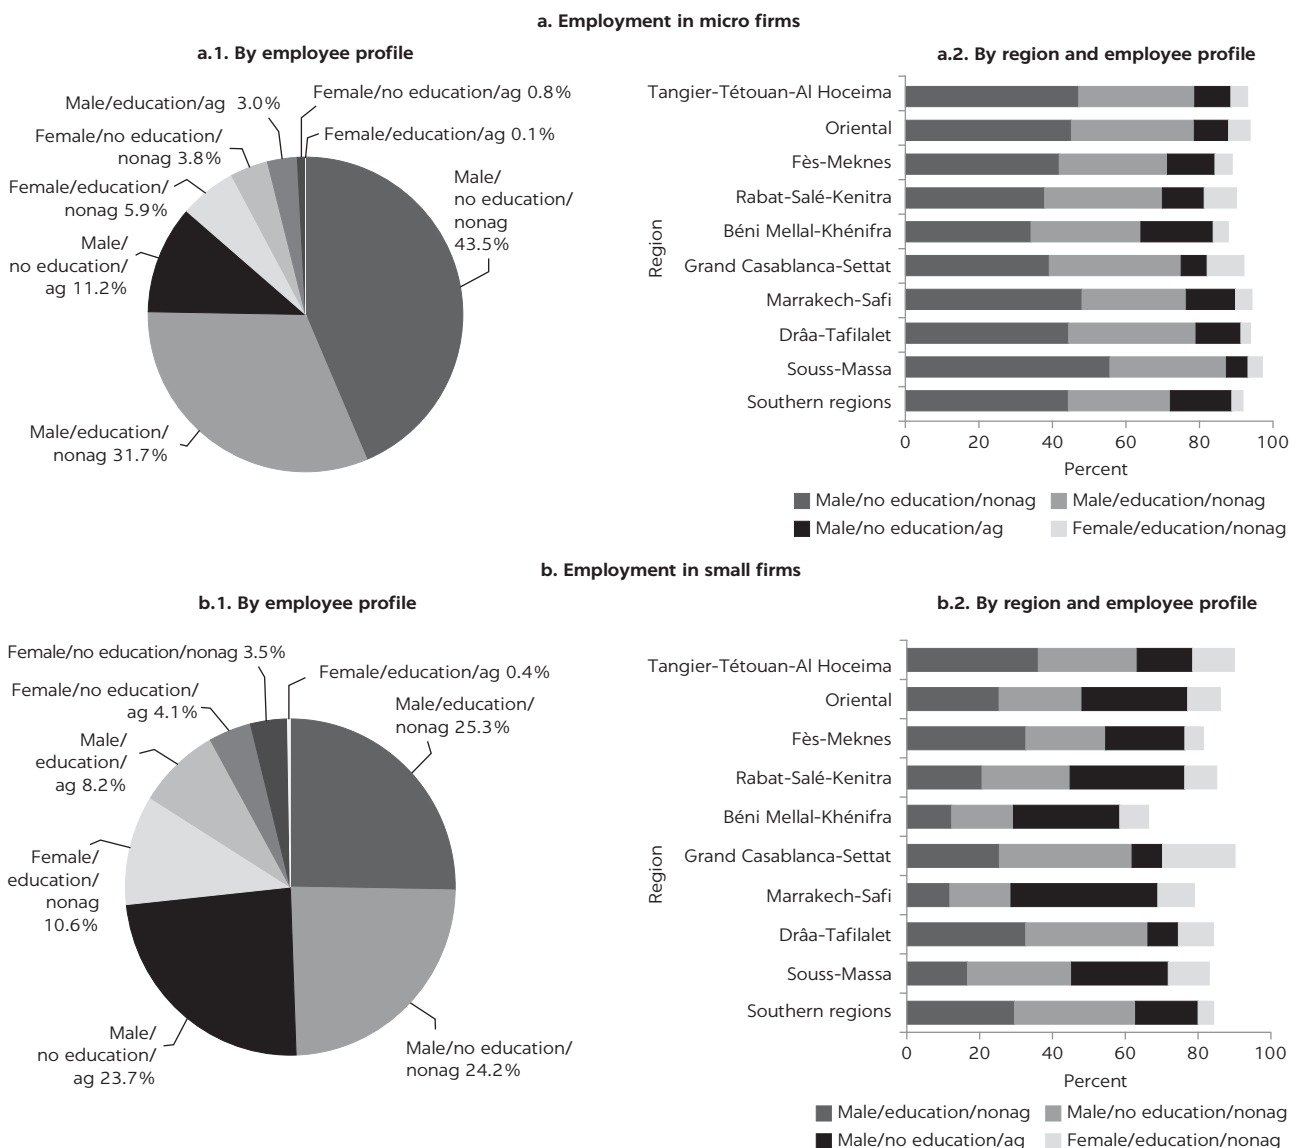 a. Employment in micro firms
a.1. By employee profile
Male/education/ag 3.0%
Female/no education/ag 0.8%
Female/no education/
nonag 3.8%
Female/education/ag 0.1%
Female/education/
nonag 5.9%
Male/
no education/
nonag
43.5%
Male/
no education/
ag 11.2%
Male/education/
nonag 31.7%
a.2. By region and employee profile
Region
Tangier-Tétouan-Al Hoceima
Oriental
Fès-Meknes
Rabat-Salé-Kenitra
Béni Mellal-Khénifra
Grand Casablanca-Settat
Marrakech-Safi
Drâa-Tafilalet
Souss-Massa
Southern regions
0 20 40 60 80 100
Percent
Male/no education/nonag Male/education/nonag
Male/no education/ag Female/education/nonag
b. Employment in small firms
b.1. By employee profile
Female/no education/nonag 3.5%
Female/education/ag 0.4%
Female/no education/
ag 4.1%
Male/education/
nonag 25.3%
Male/
education/
ag 8.2%
Female/
education/
nonag
10.6%
Male/
no education/
ag 23.7%
Male/no education/
nonag 24.2%
b.2. By region and employee profile
Region
Tangier-Tétouan-Al Hoceima
Oriental
Fès-Meknes
Rabat-Salé-Kenitra
Béni Mellal-Khénifra
Grand Casablanca-Settat
Marrakech-Safi
Drâa-Tafilalet
Souss-Massa
Southern regions
0 20 40 60 80 100
Percent
Male/education/nonag Male/no education/nonag
Male/no education/ag Female/education/nonag